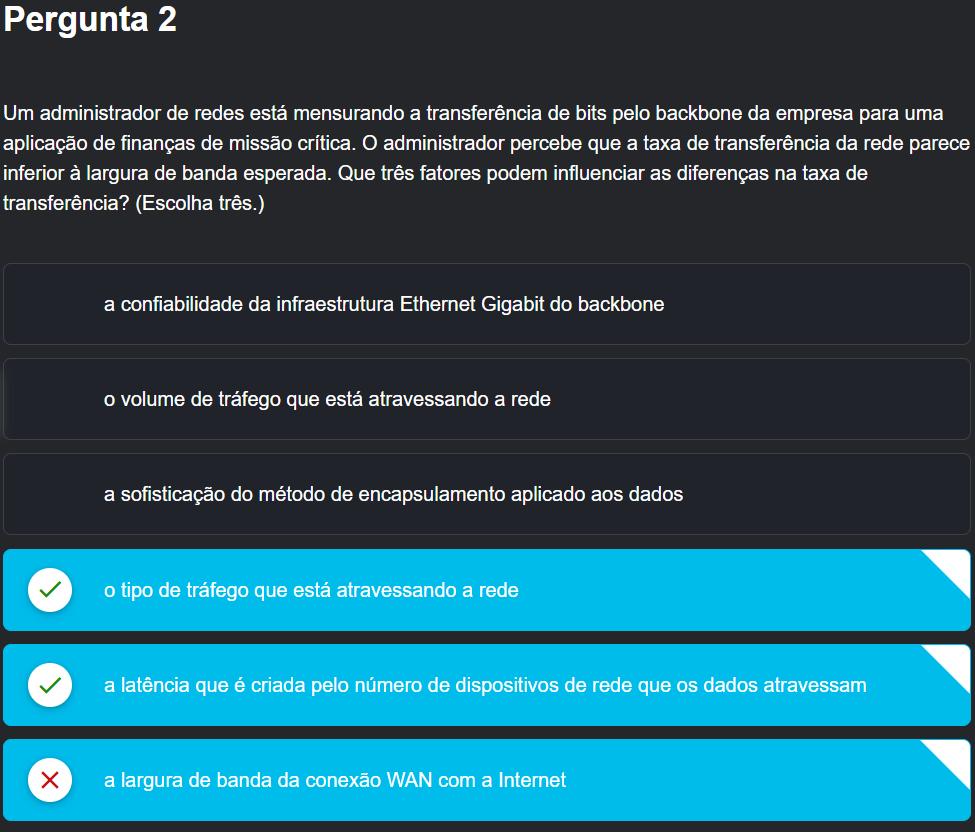 Pergunta 2
Um administrador de redes está mensurando a transferência de bits pelo backbone da empresa para uma
aplicação de finanças de missão crítica. O administrador percebe que a taxa de transferência da rede parece
inferior à largura de banda esperada. Que três fatores podem influenciar as diferenças na taxa de
transferência? (Escolha três.)
a confiabilidade da infraestrutura Ethernet Gigabit do backbone
o volume de tráfego que está atravessando a rede
a sofisticação do método de encapsulamento aplicado aos dados
o tipo de tráfego que está atravessando a rede
a latência que é criada pelo número de dispositivos de rede que os dados atravessam
a largura de banda da conexão WAN com a Internet